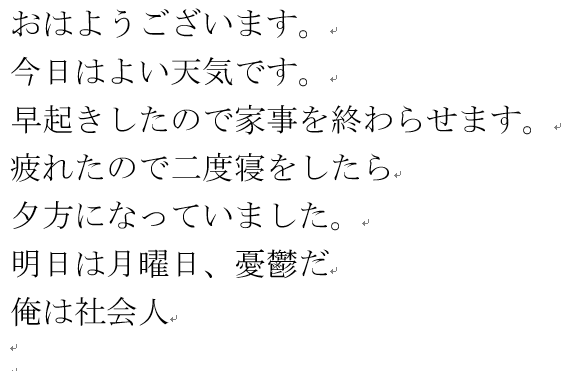 おはようございます。
今日はよい天気です。
早起きしたので家事を終わらせます。
疲れたので二度寝をしたら
夕方になっていました。
明日は月曜日、憂鬱だ
俺は社会人